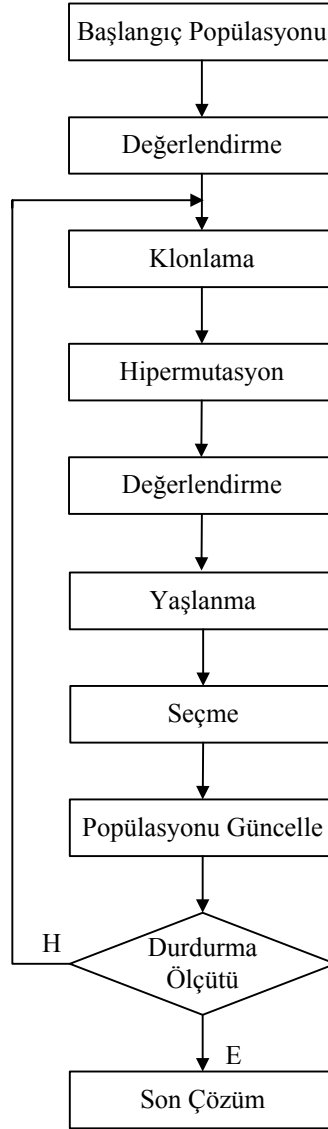 Başlangıç Popülasyonu
Değerlendirme
Klonlama
Hipermutasyon
Değerlendirme
Yaşlanma
Seçme
Popülasyonu Güncelle
H
Durdurma
Ölçütü
E
Son Çözüm